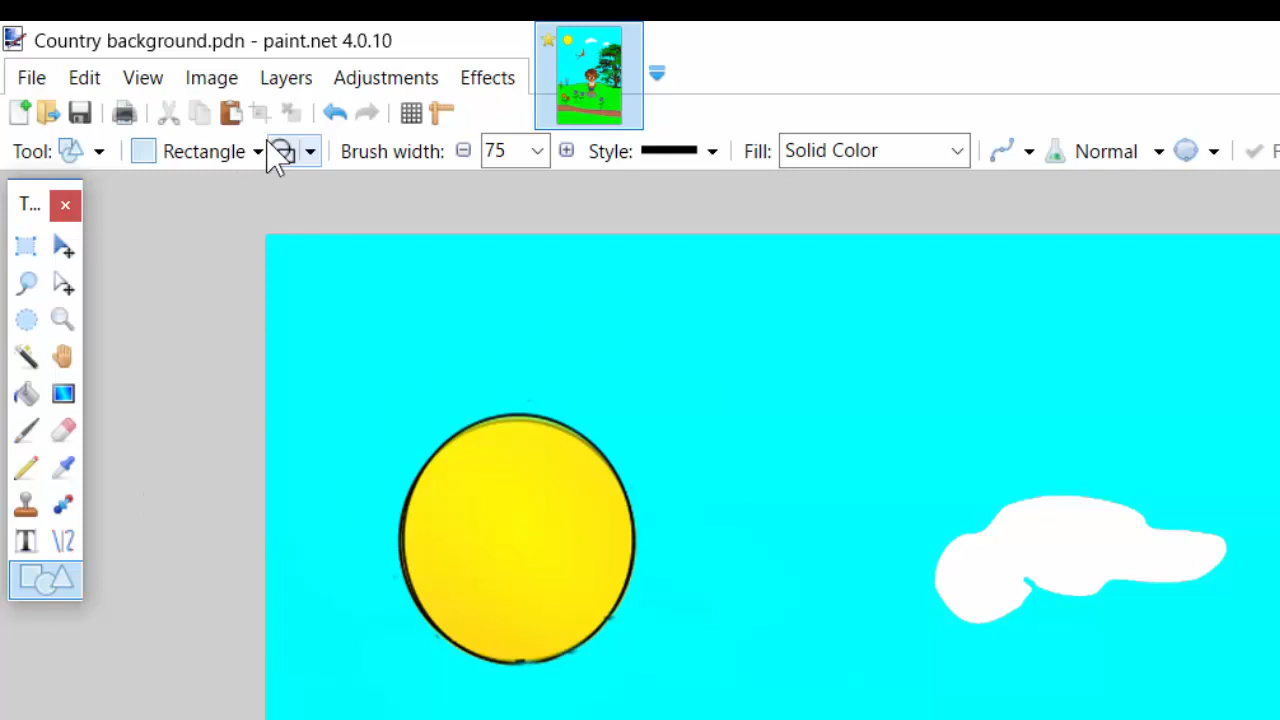 Country background.pdn - paint.net 4.0.10
File Edit View Image Layers Adjustments Effects
Tool: Rectangle Brush width: 75 Style: Fill: Solid Color Normal F
T...